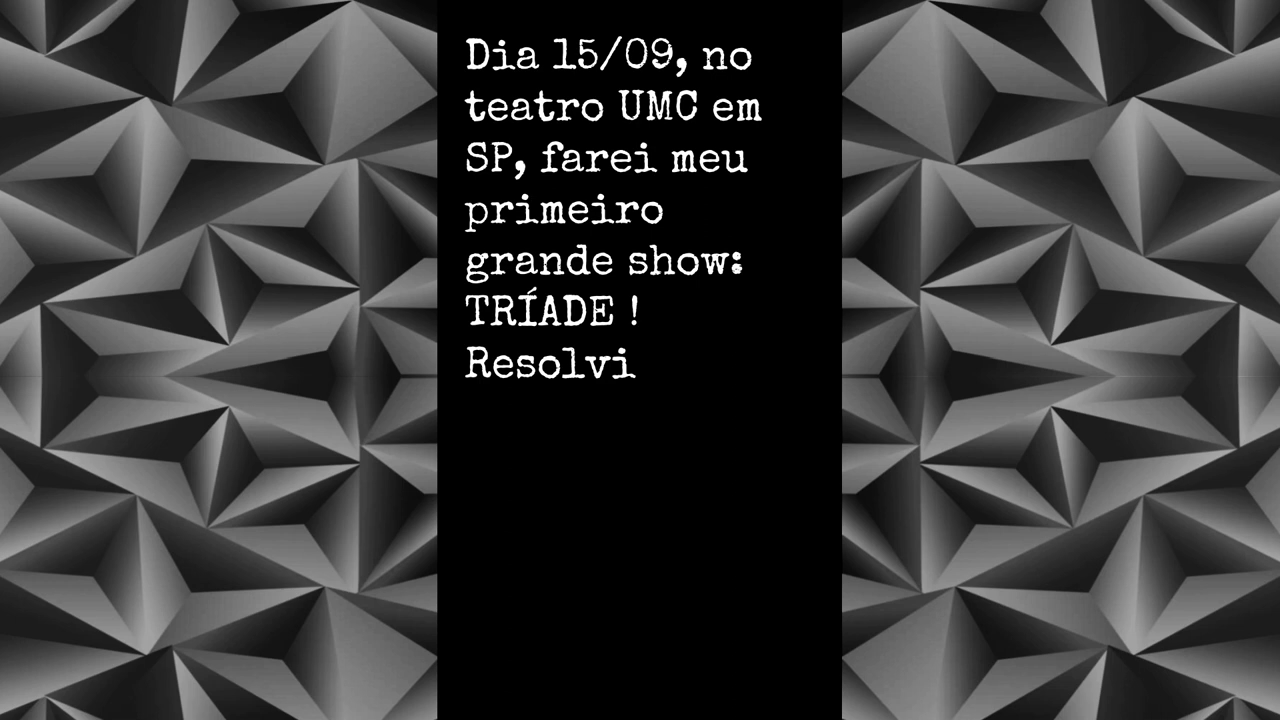 Dia 15/09, no
teatro UMC em
SP, farei meu
primeiro
grande show:
TRÍADE !
Resolvi